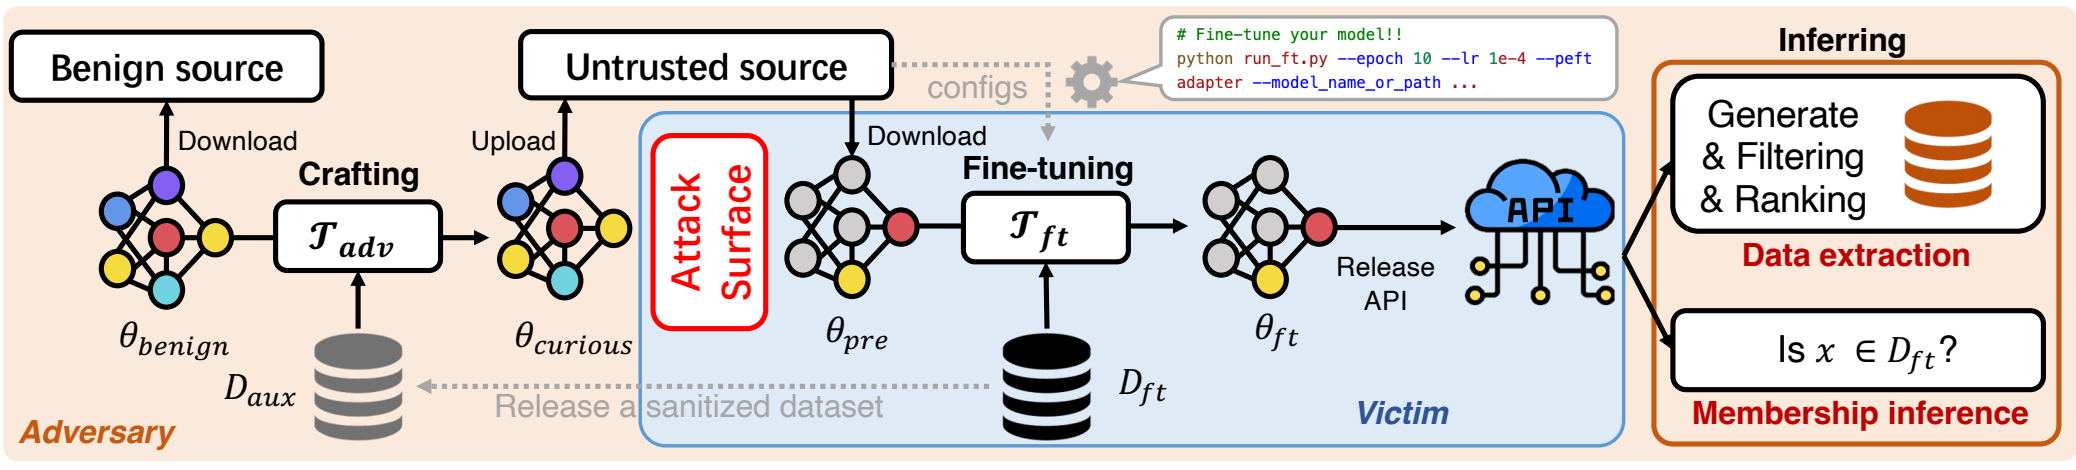 Benign source
Untrusted source
configs
# Fine-tune your model!!
python run_ft.py --epoch 10 --lr 1e-4 --peft
adapter --model_name_or_path ...
Inferring
Download
Crafting
𝒯adv
Upload
Attack
Surface
Download
Fine-tuning
𝒯ft
API
Release
API
Generate
& Filtering
& Ranking
Data extraction
θbenign
θcurious
θpre
θft
Is x ∈ Dft?
Membership inference
Daux
Release a sanitized dataset
Dft
Adversary
Victim